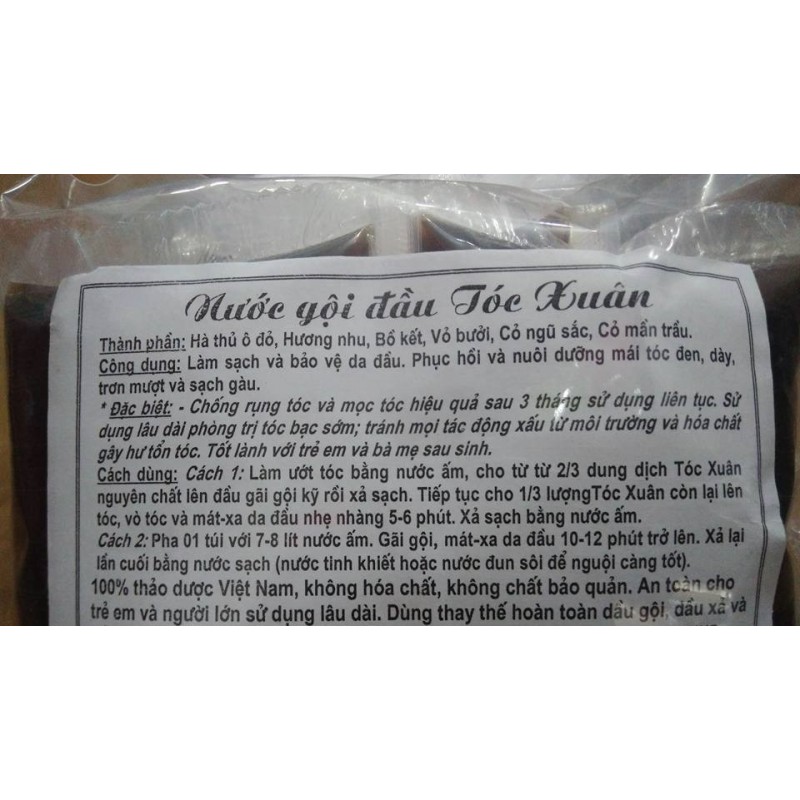 Nước gội đầu Tóc Xuân
Thành phần: Hà thủ ô đỏ, Hương nhu, Bồ kết, Vỏ bưởi, Cỏ ngũ sắc, Cỏ mần trầu.
Công dụng: Làm sạch và bảo vệ da đầu. Phục hồi và nuôi dưỡng mái tóc đen, dày,
trơn mượt và sạch gàu.
* Đặc biệt: - Chống rụng tóc và mọc tóc hiệu quả sau 3 tháng sử dụng liên tục. Sử
dụng lâu dài phòng trị tóc bạc sớm; tránh mọi tác động xấu từ môi trường và hóa chất
gây hư tổn tóc. Tốt lành với trẻ em và bà mẹ sau sinh.
Cách dùng: Cách 1: Làm ướt tóc bằng nước ấm, cho từ từ 2/3 dung dịch Tóc Xuân
nguyên chất lên đầu gãi gội kỹ rồi xả sạch. Tiếp tục cho 1/3 lượngTóc Xuân còn lại lên
tóc, vò tóc và mát-xa da đầu nhẹ nhàng 5-6 phút. Xả sạch bằng nước ấm.
Cách 2: Pha 01 túi với 7-8 lít nước ấm. Gãi gội, mát-xa da đầu 10-12 phút trở lên. Xả lại
lần cuối bằng nước sạch (nước tinh khiết hoặc nước đun sôi để nguội càng tốt).
100% thảo dược Việt Nam, không hóa chất, không chất bảo quản. An toàn cho
trẻ em và người lớn sử dụng lâu dài. Dùng thay thế hoàn toàn dầu gội, dầu xả và